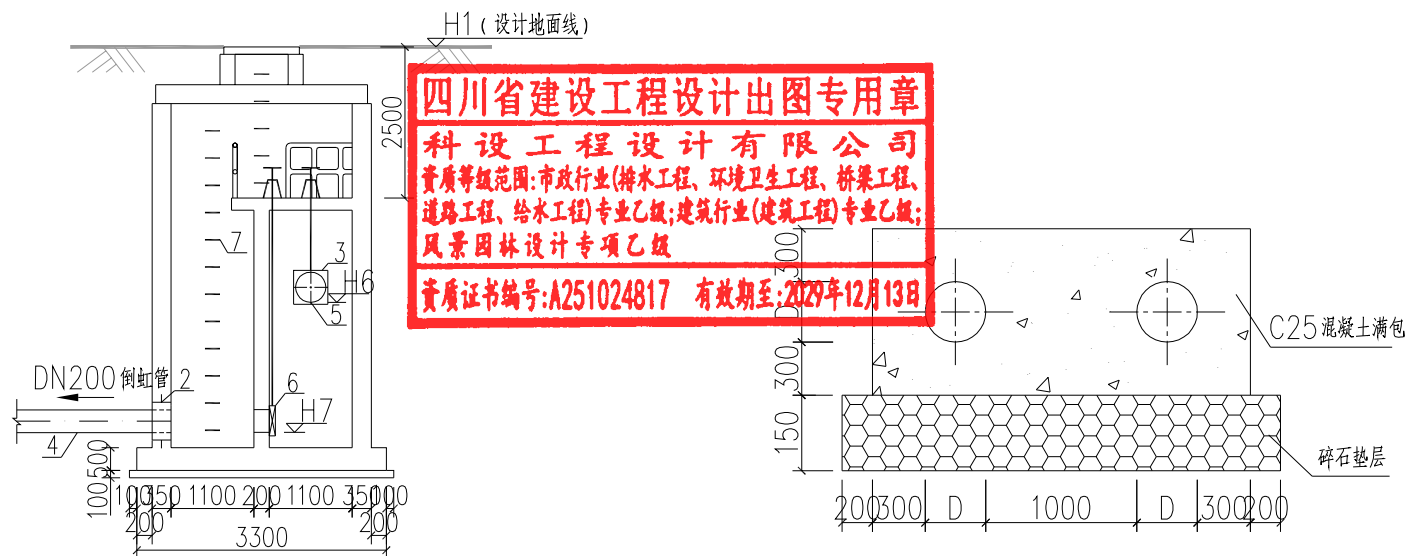 H1 ( 设计地面线 )
2500
四川省建设工程设计出图专用章
科设工程设计有限公司
资质等级范围:市政行业(排水工程、环境卫生工程、桥梁工程、
道路工程、给水工程)专业乙级;建筑行业(建筑工程)专业乙级;
风景园林设计专项乙级
资质证书编号:A251024817 有效期至:2029年12月13日
7
3
H6
5
DN200 倒虹管 2
6
H7
4
500
100
100 350 1100 200 1100 350 100
200 200
3300
300
D
300
150
C25 混凝土满包
碎石垫层
200 300 D 1000 D 300 200